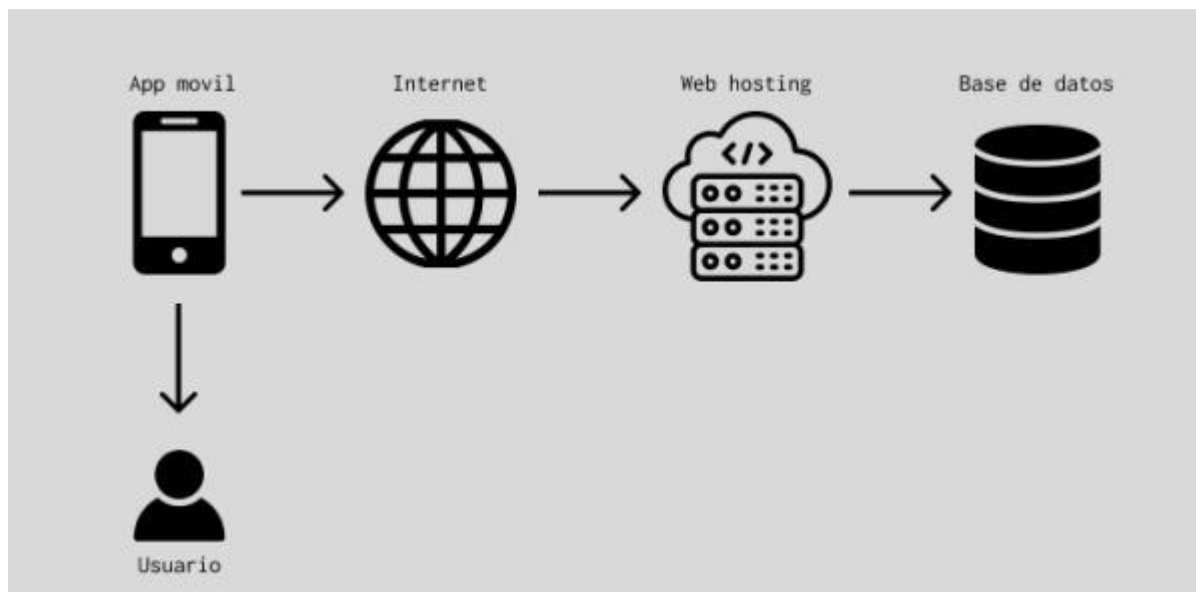 App movil
Internet
Web hosting
Base de datos
</>
Usuario